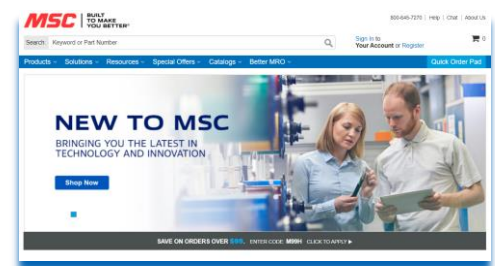 MSC
BUILT
TO MAKE
YOU BETTER®
800-645-7270 | Help | Chat | About Us
Search Keyword or Part Number
Sign In to
Your Account or Register
0
Products Solutions Resources Special Offers Catalogs Better MRO Quick Order Pad
NEW TO MSC
BRINGING YOU THE LATEST IN
TECHNOLOGY AND INNOVATION
Shop Now
SAVE ON ORDERS OVER $99, ENTER CODE: M99H CLICK TO APPLY